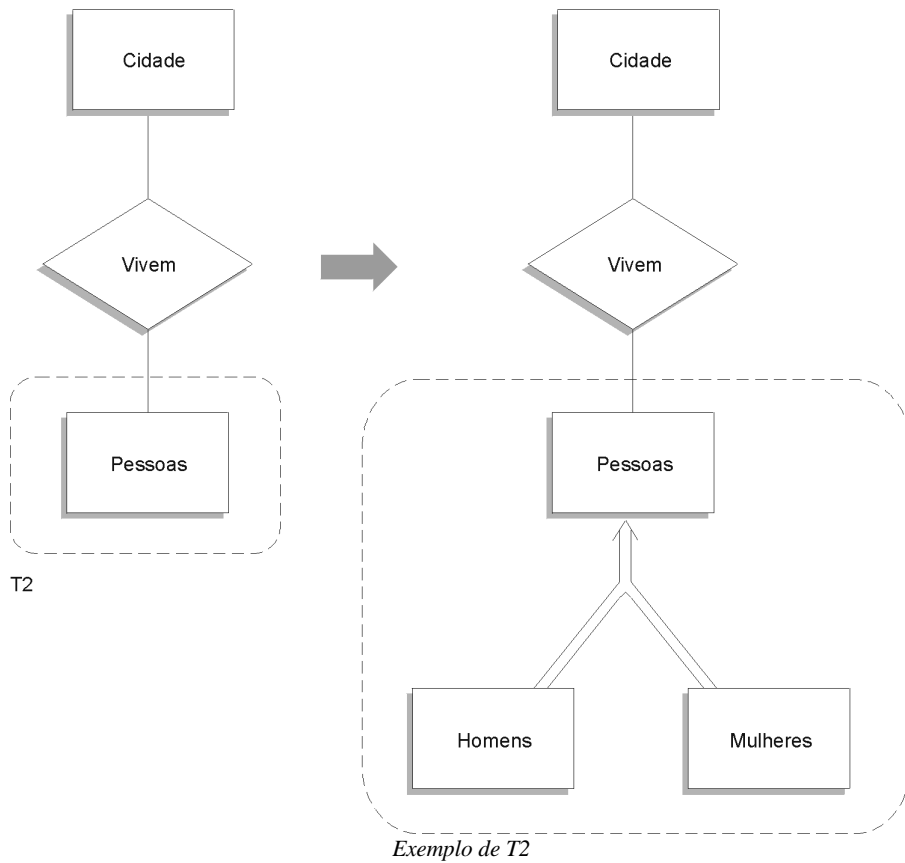 Cidade
Cidade
Vivem
Vivem
Pessoas
Pessoas
T2
Homens
Mulheres
Exemplo de T2